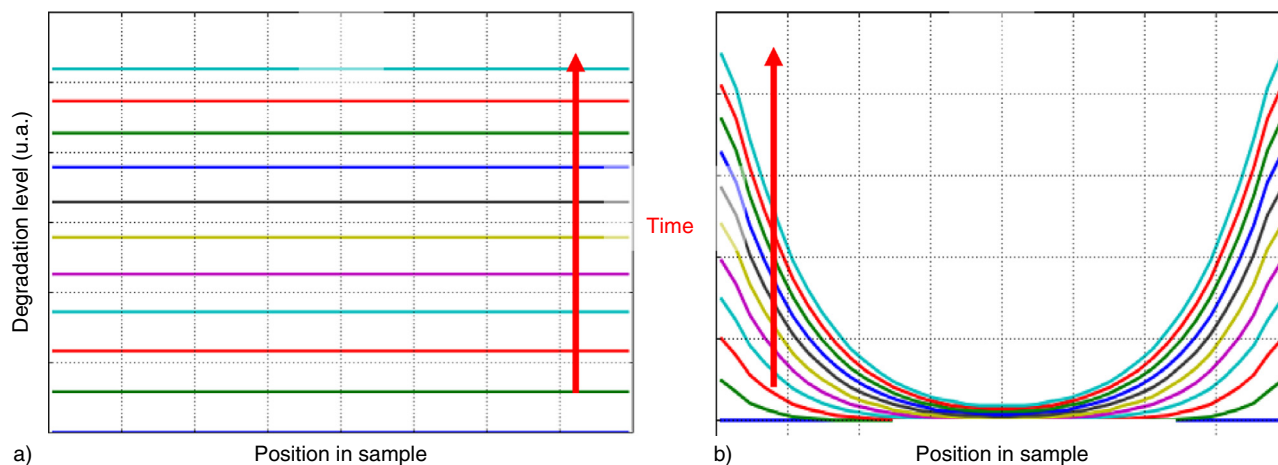 Degradation level (u.a.)
Time
a)
Position in sample
b)
Position in sample